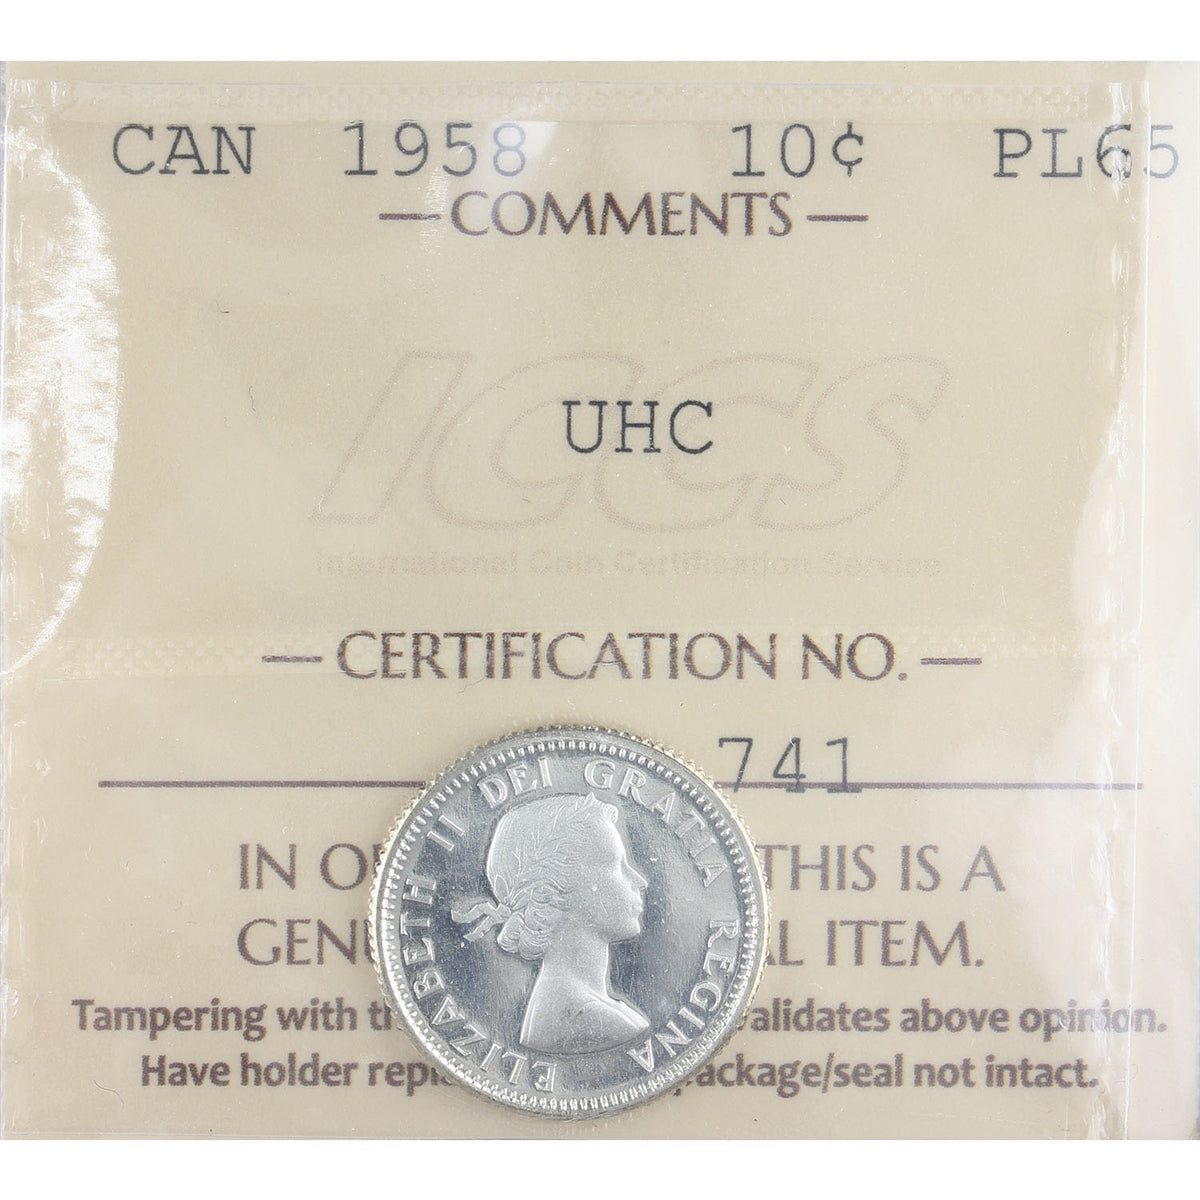 CAN 1958 10¢ PL65
— COMMENTS —
UHC
ICCS
International Coin Certification Service
— CERTIFICATION NO. —
741
IN O THIS IS A
GEN L ITEM.
Tampering with th alidates above opinion.
Have holder repl package/seal not intact.
ELIZABETH II DEI GRATIA REGINA